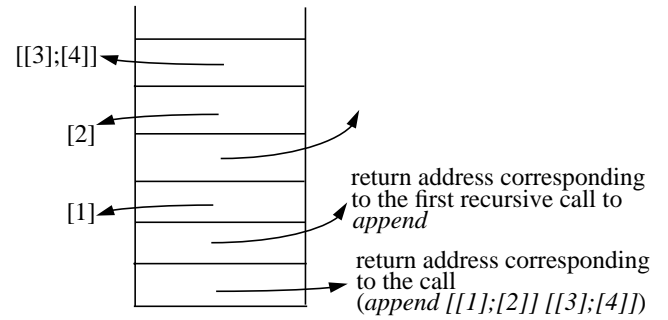 [[3];[4]]
[2]
[1]
return address corresponding
to the first recursive call to
append
return address corresponding
to the call
(append [[1];[2]] [[3];[4]])